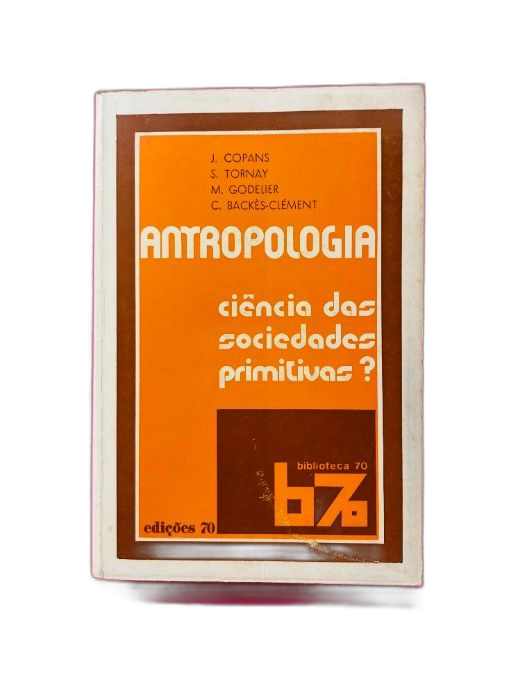 J. COPANS
S. TORNAY
M. GODELIER
C. BACKÈS-CLÉMENT
ANTROPOLOGIA
ciência das
sociedades
primitivas ?
biblioteca 70
b70
edições 70